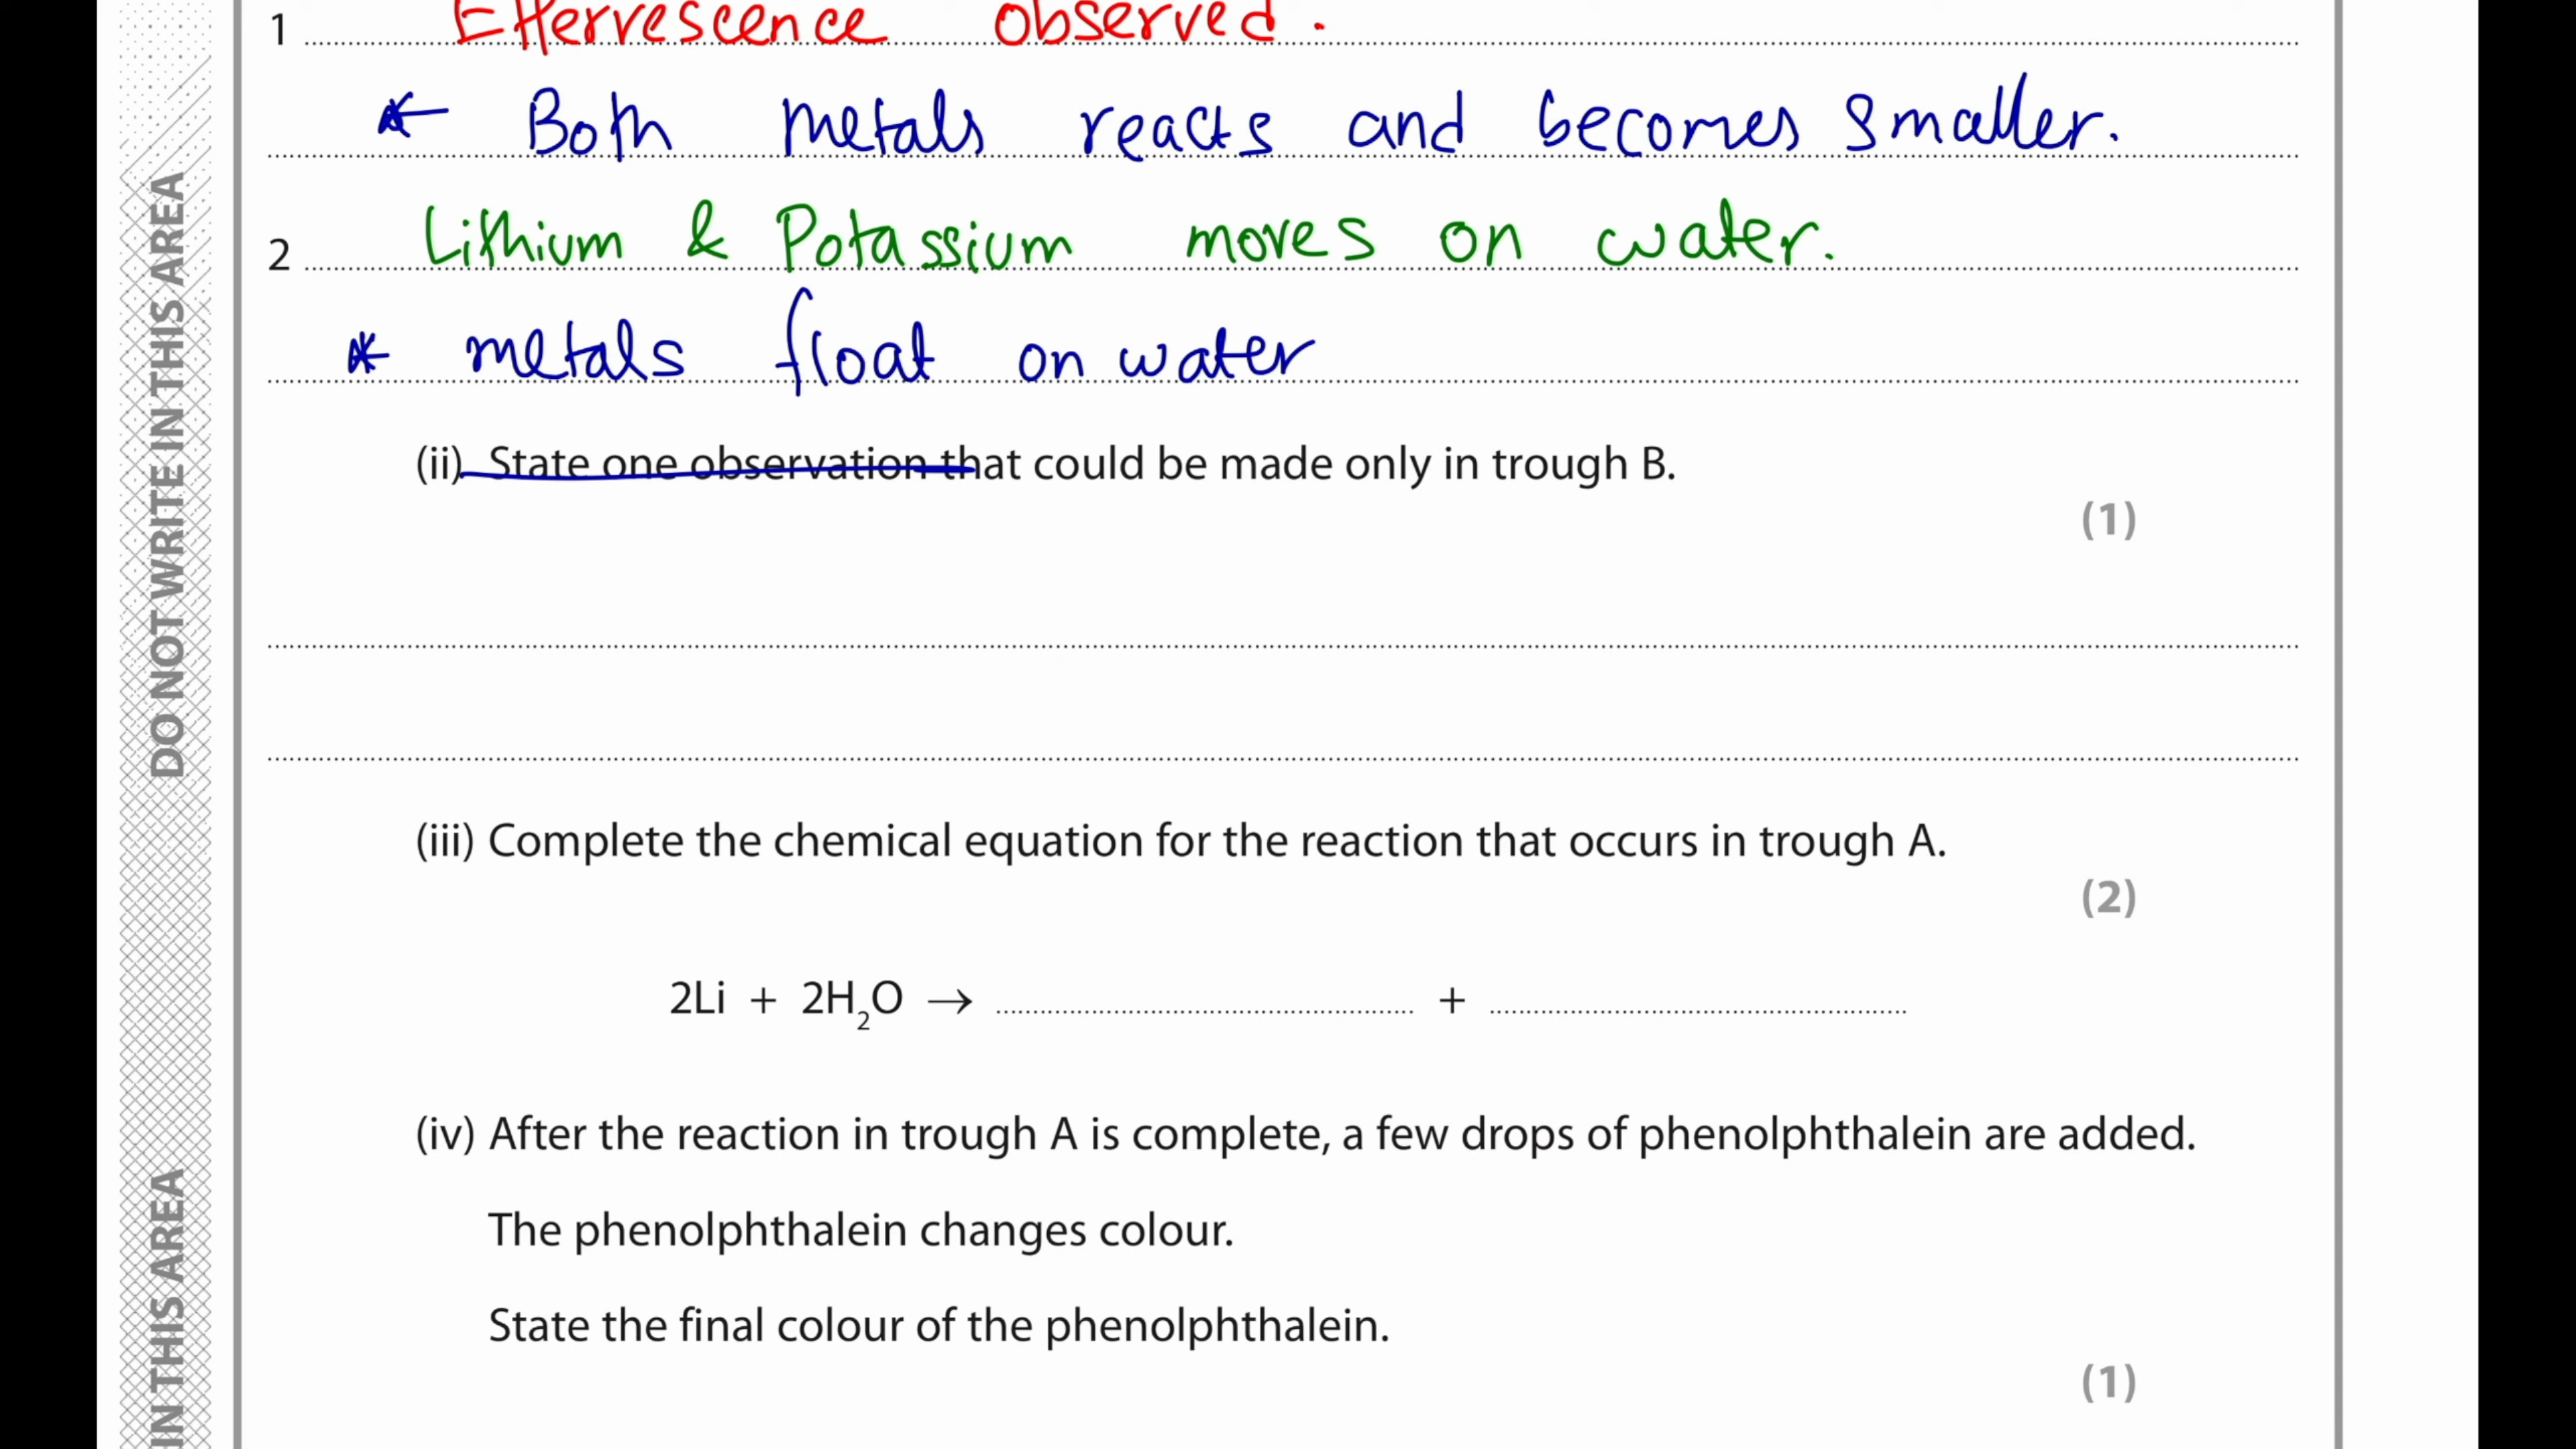 1 Effervescence observed.
* Both metals reacts and becomes smaller.
2 Lithium & Potassium moves on water.
* metals float on water
(ii) State one observation that could be made only in trough B.
(1)
(iii) Complete the chemical equation for the reaction that occurs in trough A.
(2)
2Li + 2H₂O → ........ + ........
(iv) After the reaction in trough A is complete, a few drops of phenolphthalein are added.
The phenolphthalein changes colour.
State the final colour of the phenolphthalein.
(1)
DO NOT WRITE IN THIS AREA
IN THIS AREA